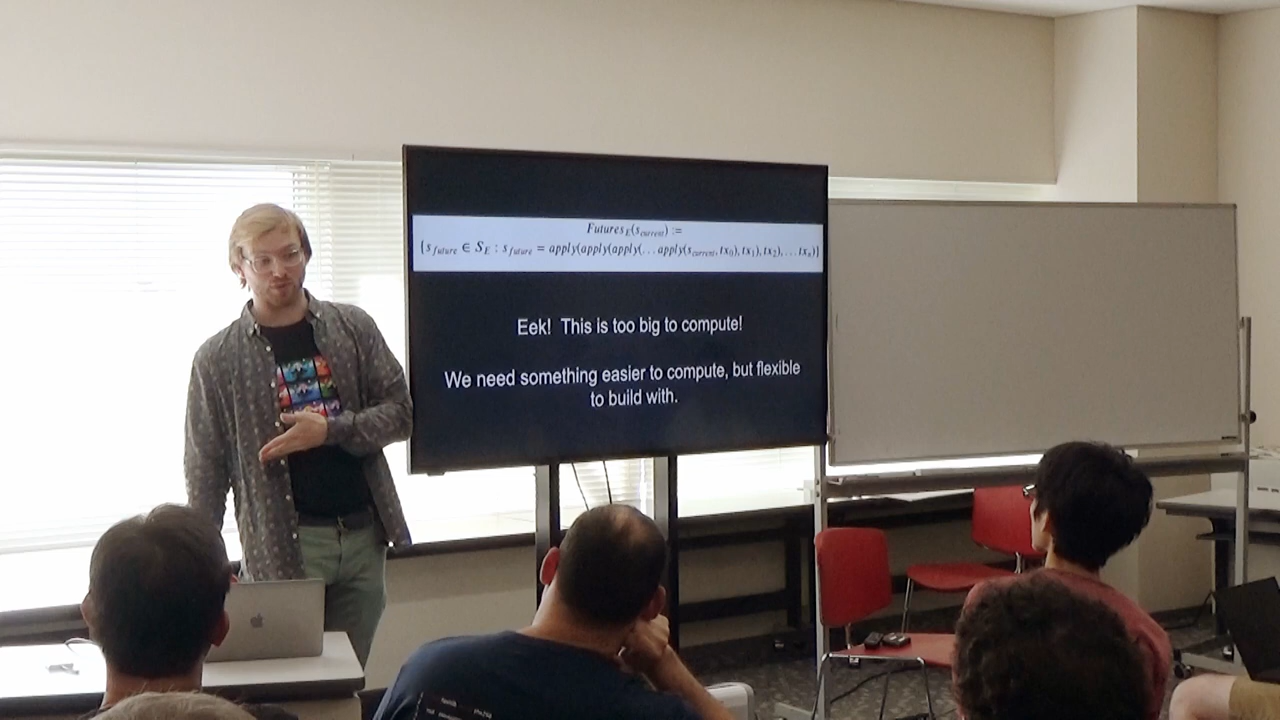 Futures_E(s_current) :=
{s_future ∈ S_E : s_future = apply(apply(apply(… apply(s_current, tx_0), tx_1), tx_2), … tx_n)}
Eek! This is too big to compute!
We need something easier to compute, but flexible
to build with.